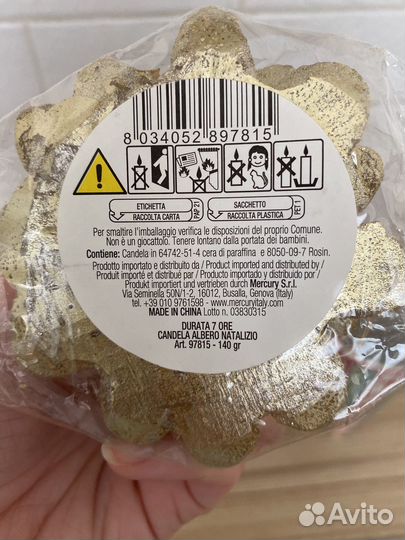 8 034052 897815
ETICHETTA
RACCOLTA CARTA
PAP 21
SACCHETTO
RACCOLTA PLASTICA
PET 1
Per smaltire l'imballaggio verifica le disposizioni del proprio Comune.
Non è un giocattolo. Tenere lontano dalla portata dei bambini.
Contiene: Candela in 64742-51-4 cera di paraffina e 8050-09-7 Rosin.
Prodotto importato e distribuito da / Product imported and distributed by /
Produit importé et distribué par / Producto importado y distribuido por /
Produkt importiert und vertrieben durch Mercury S.r.l.
Via Seminella 50N/1-2, 16012, Busalla, Genova (Italy)
tel. +39 010 9761598 - www.mercuryitaly.com
MADE IN CHINA Lotto n. 03830315
DURATA 7 ORE
CANDELA ALBERO NATALIZIO
Art. 97815 - 140 gr
Avito